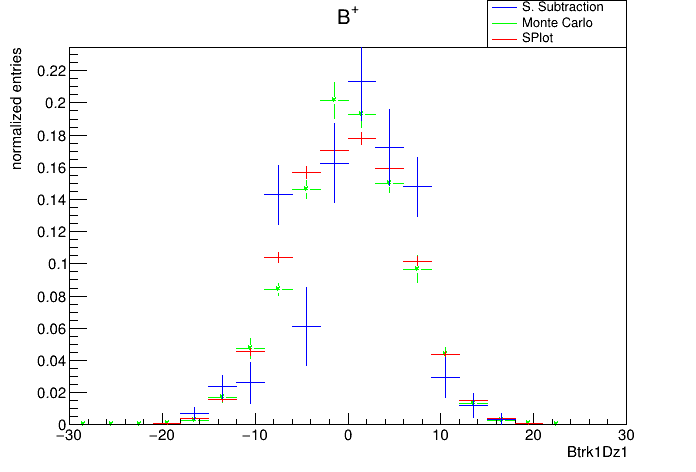 B+
S. Subtraction
Monte Carlo
SPlot
normalized entries
0.22
0.2
0.18
0.16
0.14
0.12
0.1
0.08
0.06
0.04
0.02
0
−30 −20 −10 0 10 20 30
Btrk1Dz1